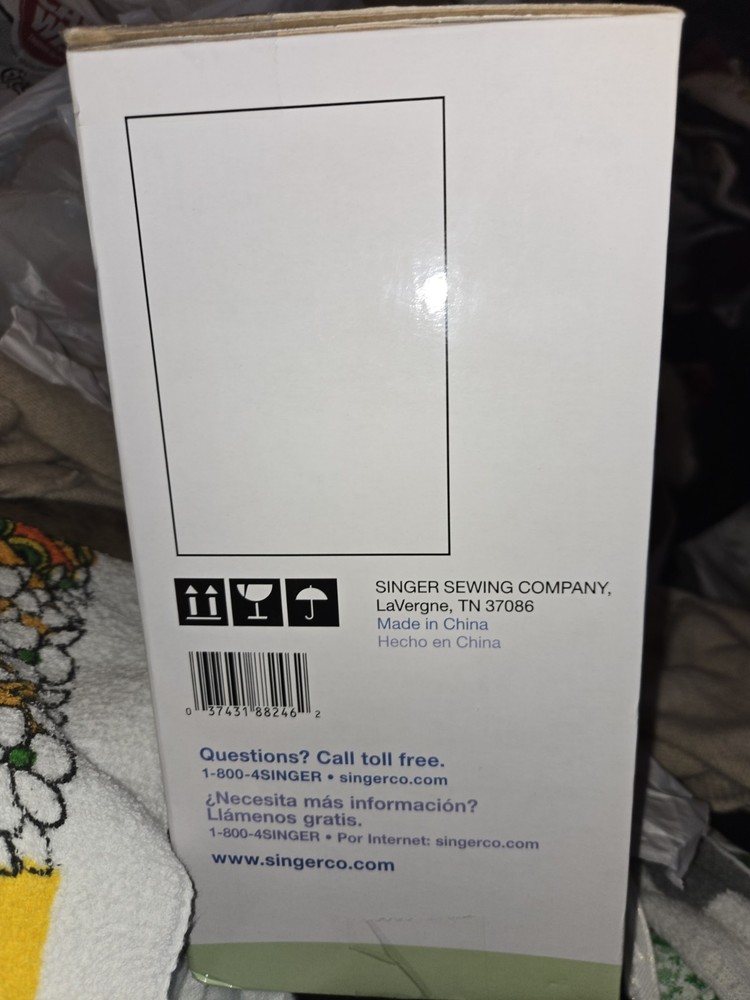 SINGER SEWING COMPANY,
LaVergne, TN 37086
Made in China
Hecho en China
0 37431 88246 2
Questions? Call toll free.
1-800-4SINGER • singerco.com
¿Necesita más información?
Llámenos gratis.
1-800-4SINGER • Por Internet: singerco.com
www.singerco.com